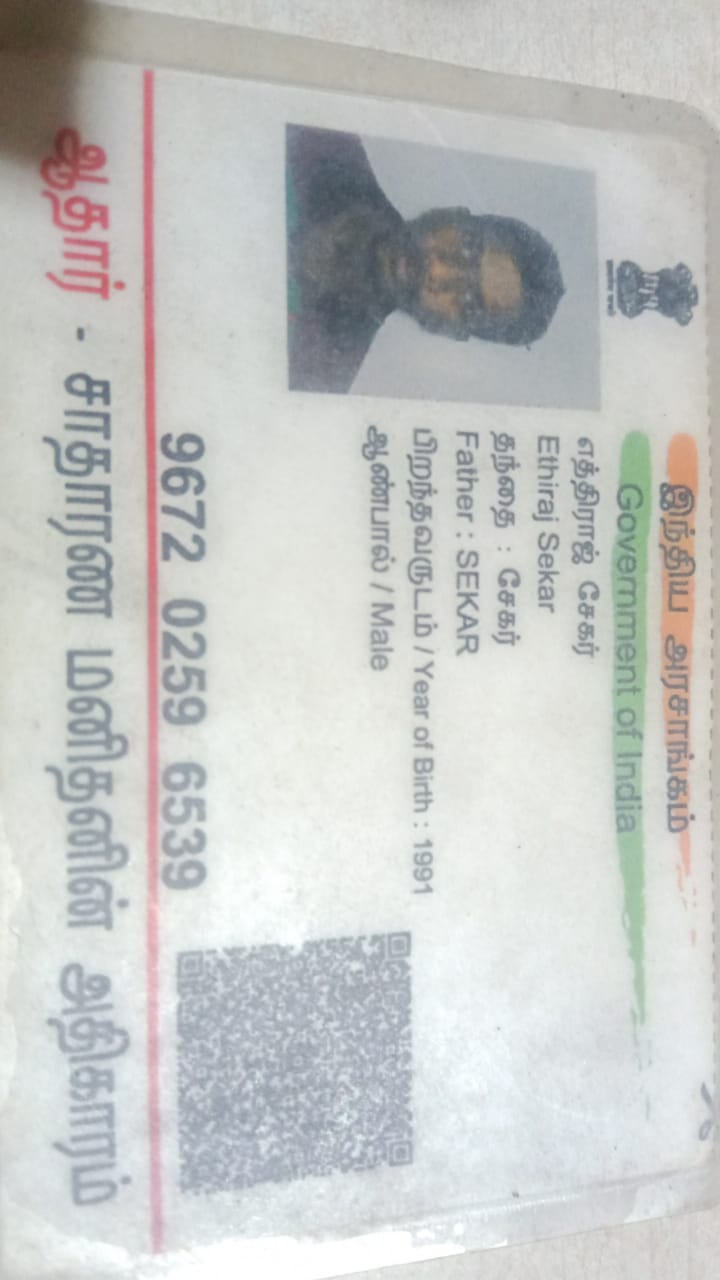 இந்திய அரசாங்கம்
Government of India
எத்திராஜ் சேகர்
Ethiraj Sekar
தந்தை : சேகர்
Father : SEKAR
பிறந்தவருடம் / Year of Birth : 1991
ஆண்பால் / Male
9672 0259 6539
ஆதார் - சாதாரண மனிதனின் அதிகாரம்